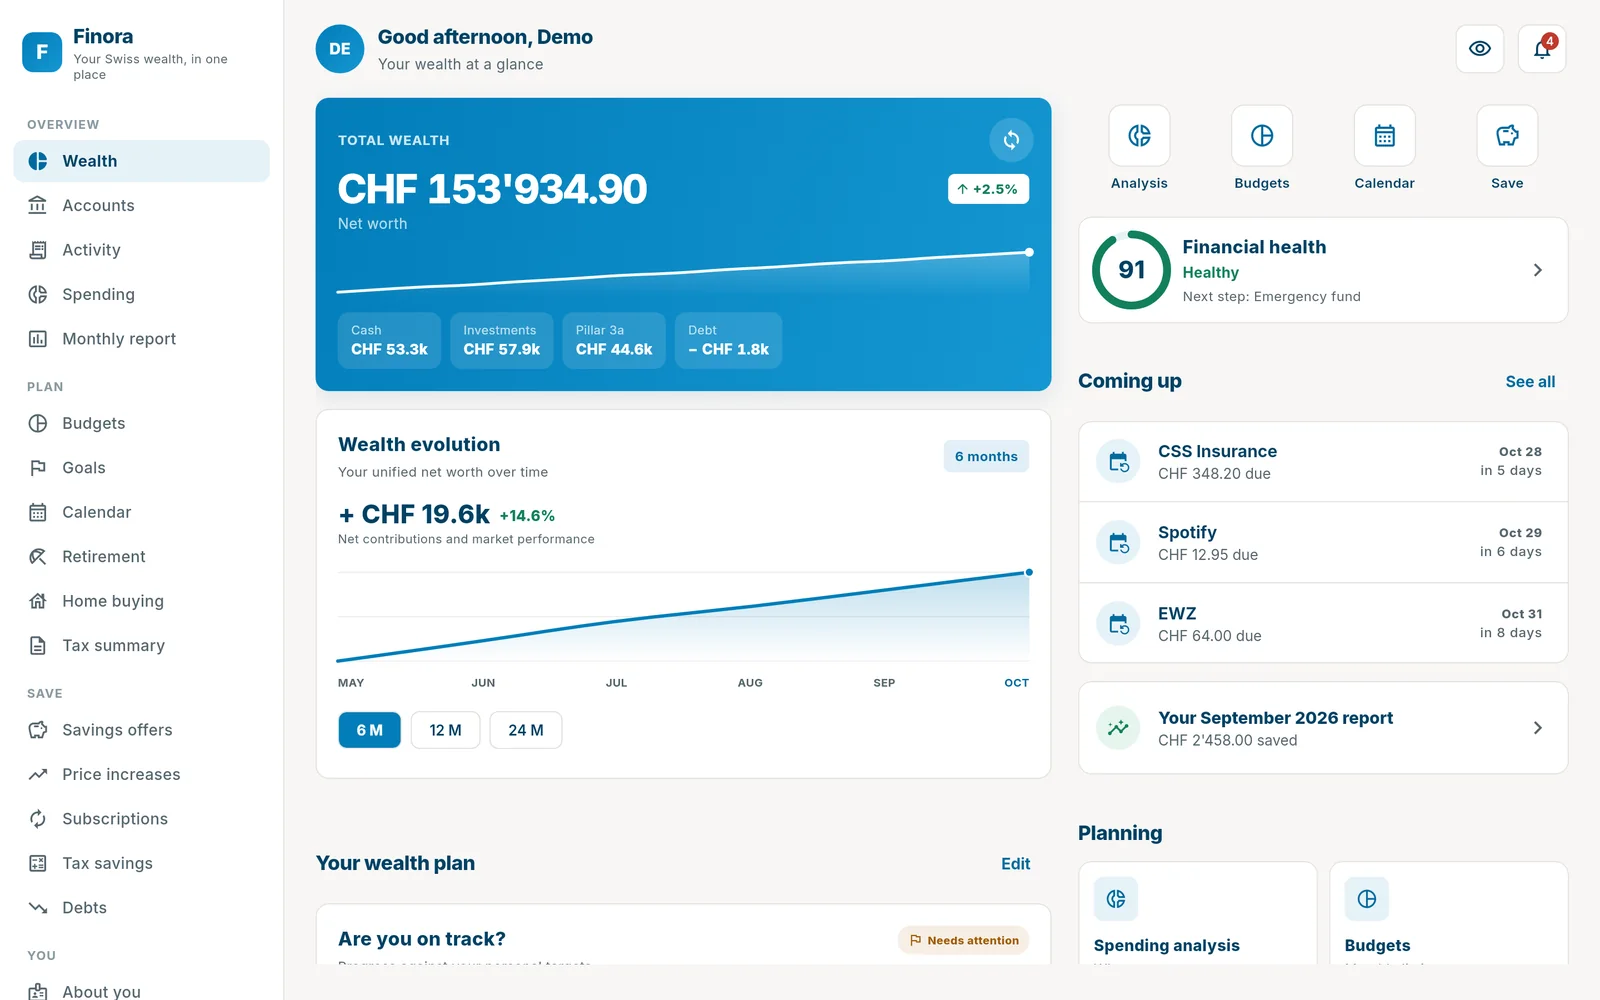 F
Finora
Your Swiss wealth, in one
place
OVERVIEW
Wealth
Accounts
Activity
Spending
Monthly report
PLAN
Budgets
Goals
Calendar
Retirement
Home buying
Tax summary
SAVE
Savings offers
Price increases
Subscriptions
Tax savings
Debts
YOU
About you
DE
Good afternoon, Demo
Your wealth at a glance
4
TOTAL WEALTH
CHF 153'934.90
+2.5%
Net worth
Cash
CHF 53.3k
Investments
CHF 57.9k
Pillar 3a
CHF 44.6k
Debt
– CHF 1.8k
Wealth evolution
Your unified net worth over time
6 months
+ CHF 19.6k +14.6%
Net contributions and market performance
MAY JUN JUL AUG SEP OCT
6 M 12 M 24 M
Your wealth plan
Edit
Are you on track?
Needs attention
Progress against your personal targets
Analysis
Budgets
Calendar
Save
91
Financial health
Healthy
Next step: Emergency fund
Coming up
See all
CSS Insurance
CHF 348.20 due
Oct 28
in 5 days
Spotify
CHF 12.95 due
Oct 29
in 6 days
EWZ
CHF 64.00 due
Oct 31
in 8 days
Your September 2026 report
CHF 2'458.00 saved
Planning
Spending analysis
Budgets